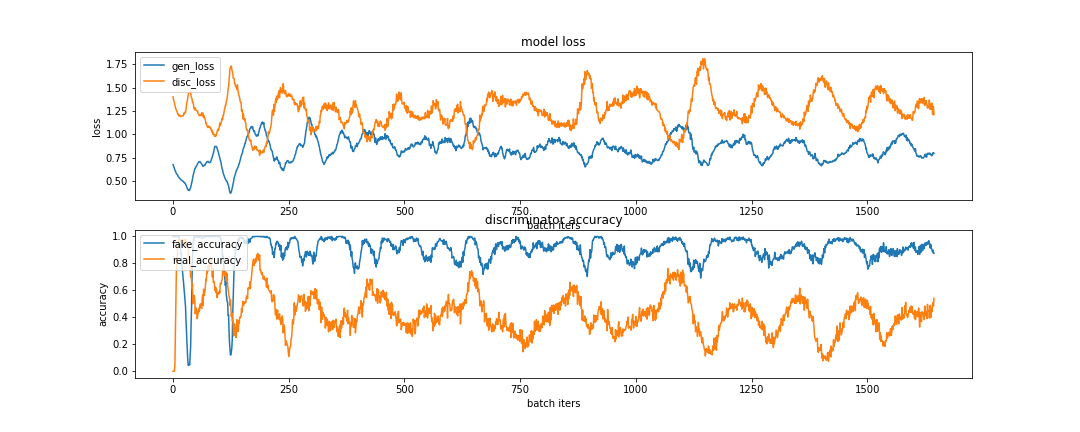 model loss
gen_loss
disc_loss
loss
1.75
1.50
1.25
1.00
0.75
0.50
0 250 500 750 1000 1250 1500
batch iters
discriminator accuracy
fake_accuracy
real_accuracy
accuracy
1.0
0.8
0.6
0.4
0.2
0.0
0 250 500 750 1000 1250 1500
batch iters